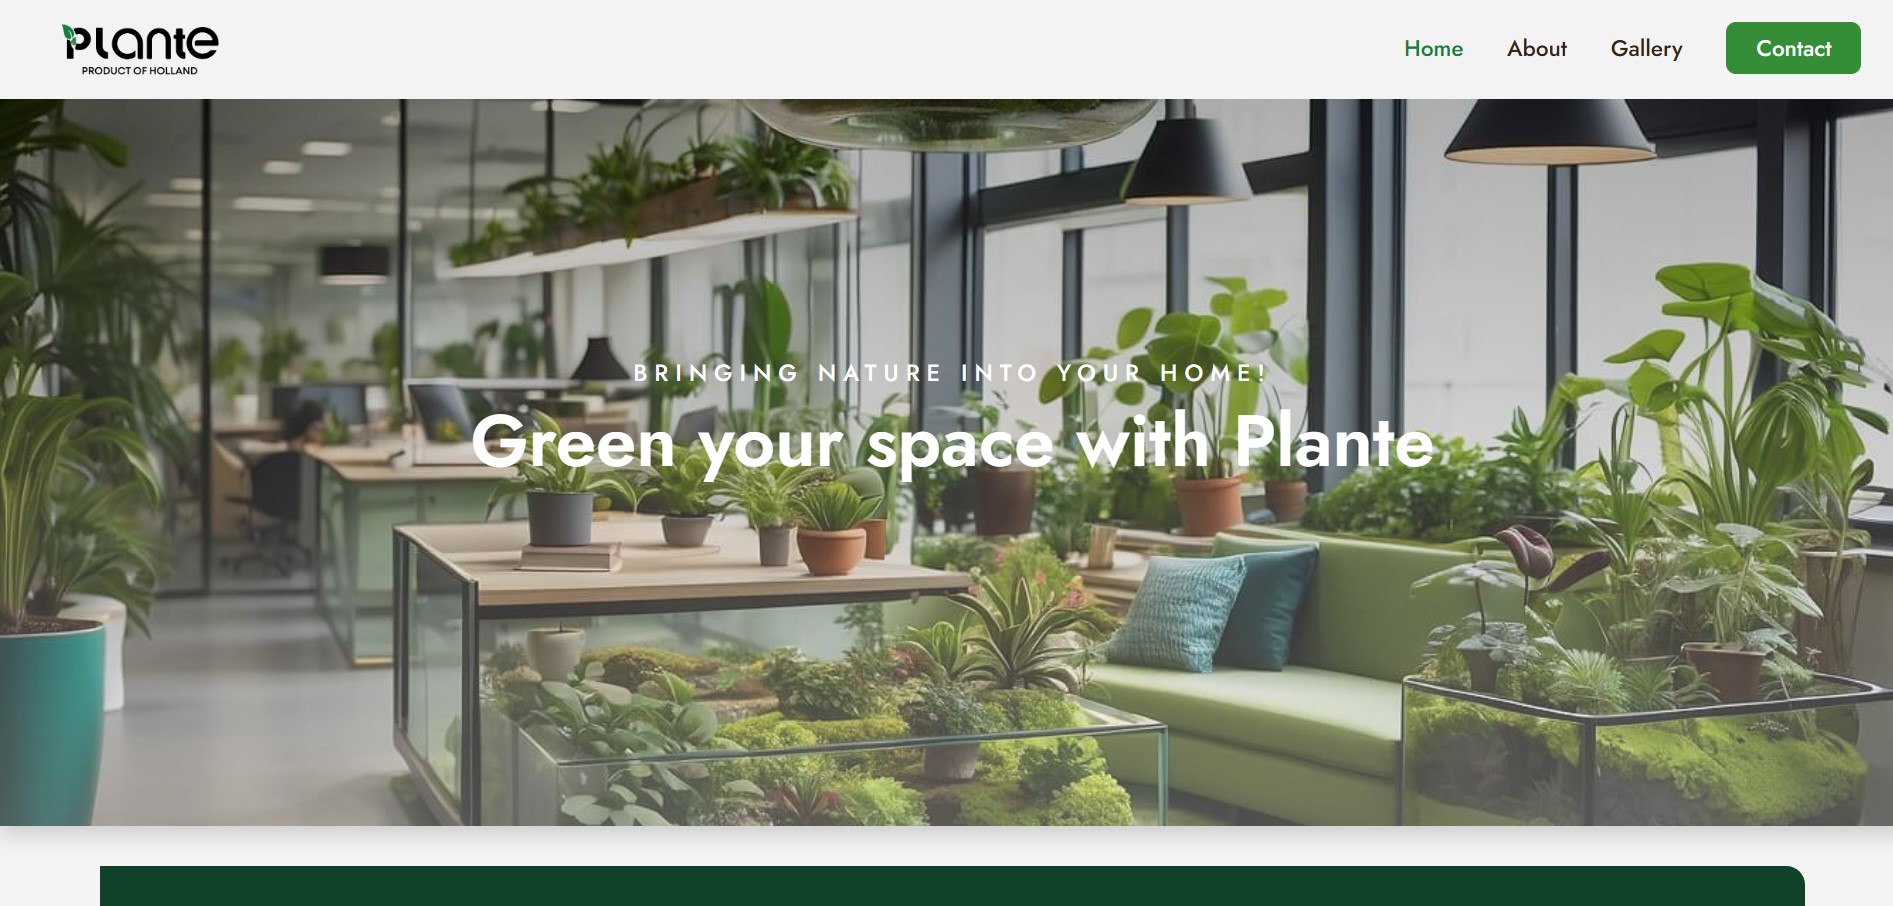 Plante
PRODUCT OF HOLLAND
Home
About
Gallery
Contact
BRINGING NATURE INTO YOUR HOME!
Green your space with Plante